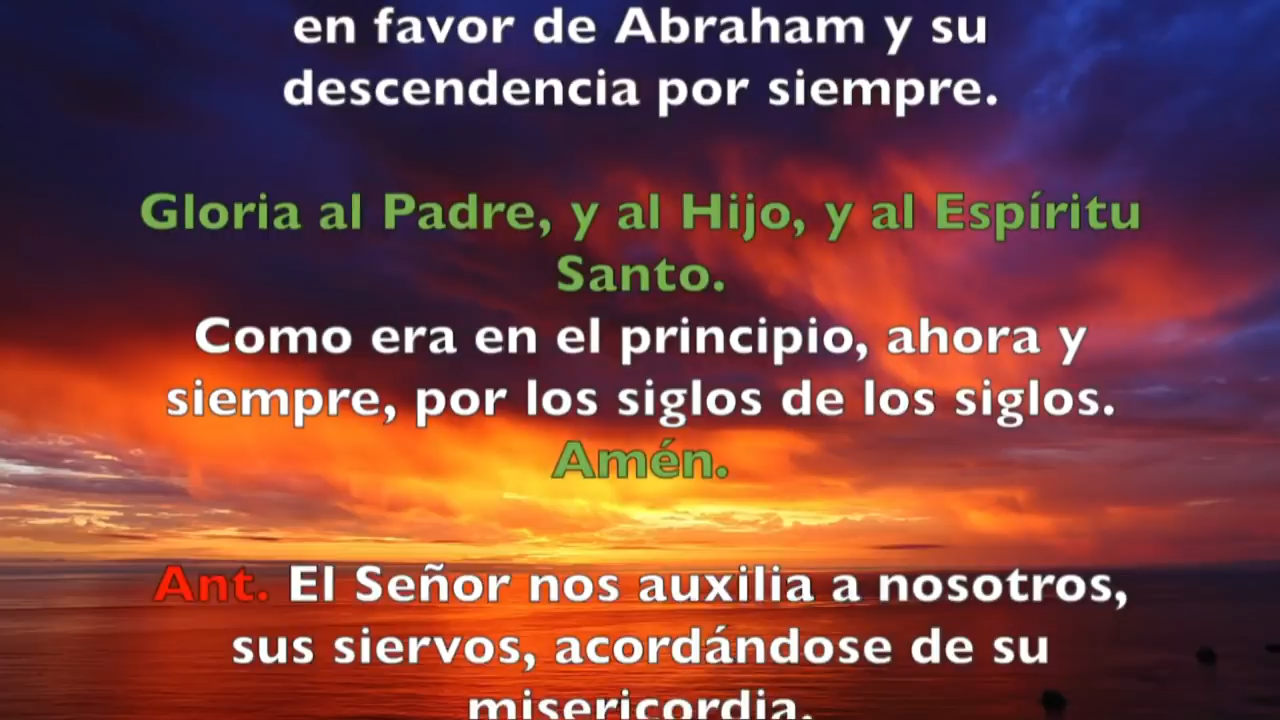 en favor de Abraham y su
descendencia por siempre.
Gloria al Padre, y al Hijo, y al Espíritu
Santo.
Como era en el principio, ahora y
siempre, por los siglos de los siglos.
Amén.
Ant. El Señor nos auxilia a nosotros,
sus siervos, acordándose de su
misericordia.